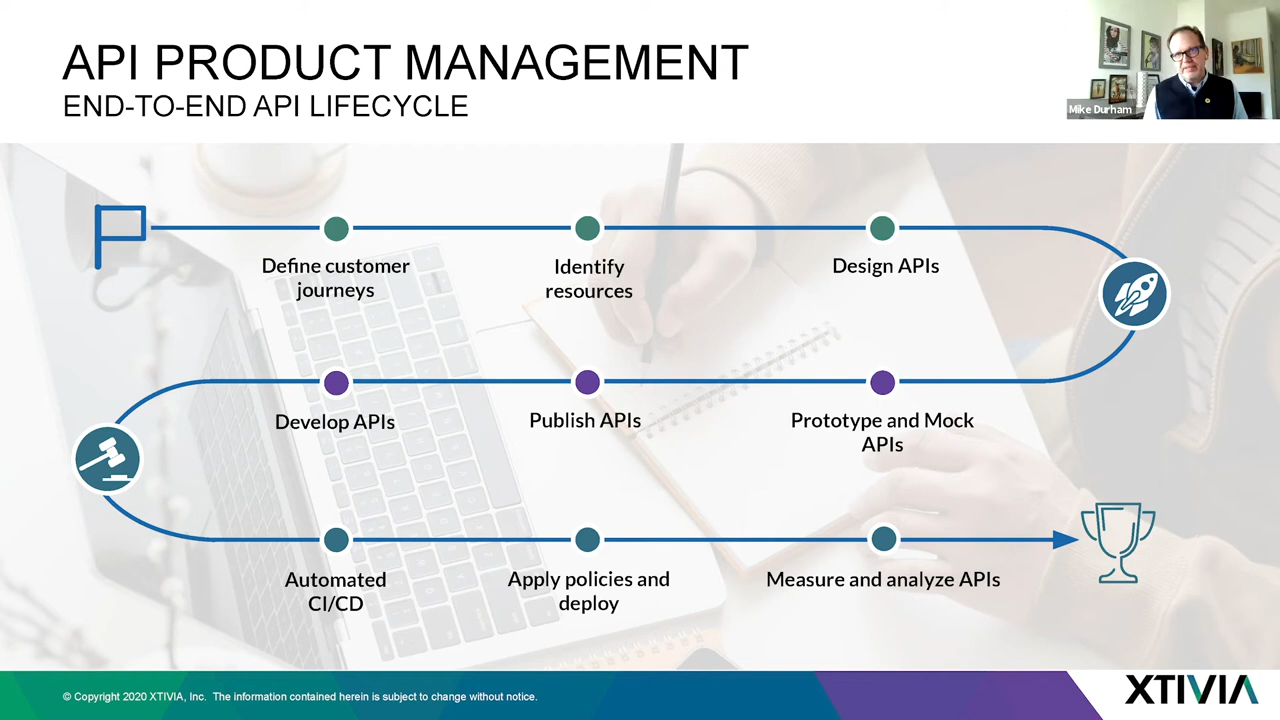 API PRODUCT MANAGEMENT
END-TO-END API LIFECYCLE
Mike Durham
Define customer
journeys
Identify
resources
Design APIs
Develop APIs
Publish APIs
Prototype and Mock
APIs
Automated
CI/CD
Apply policies and
deploy
Measure and analyze APIs
© Copyright 2020 XTIVIA, Inc. The information contained herein is subject to change without notice.
XTIVIA